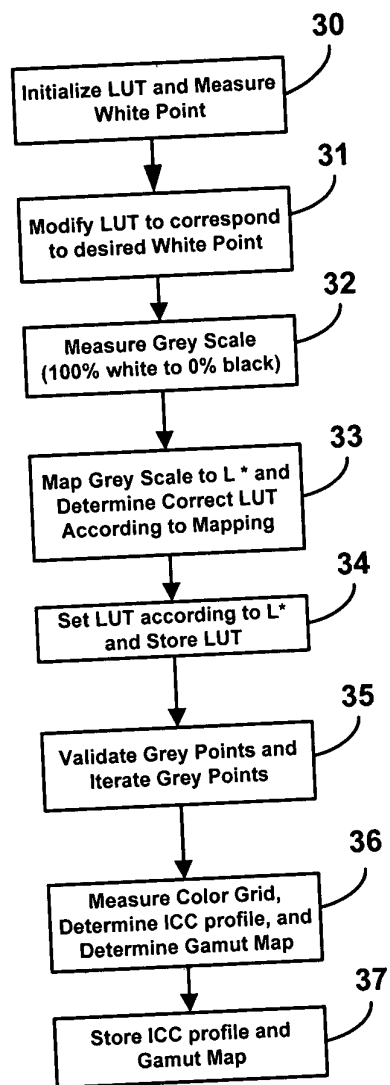 30
Initialize LUT and Measure
White Point
31
Modify LUT to correspond
to desired White Point
32
Measure Grey Scale
(100% white to 0% black)
33
Map Grey Scale to L *and
Determine Correct LUT
According to Mapping
34
Set LUT according to L*
and Store LUT
35
Validate Grey Points and
Iterate Grey Points
36
Measure Color Grid,
Determine ICC profile, and
Determine Gamut Map
37
Store ICC profile and
Gamut Map